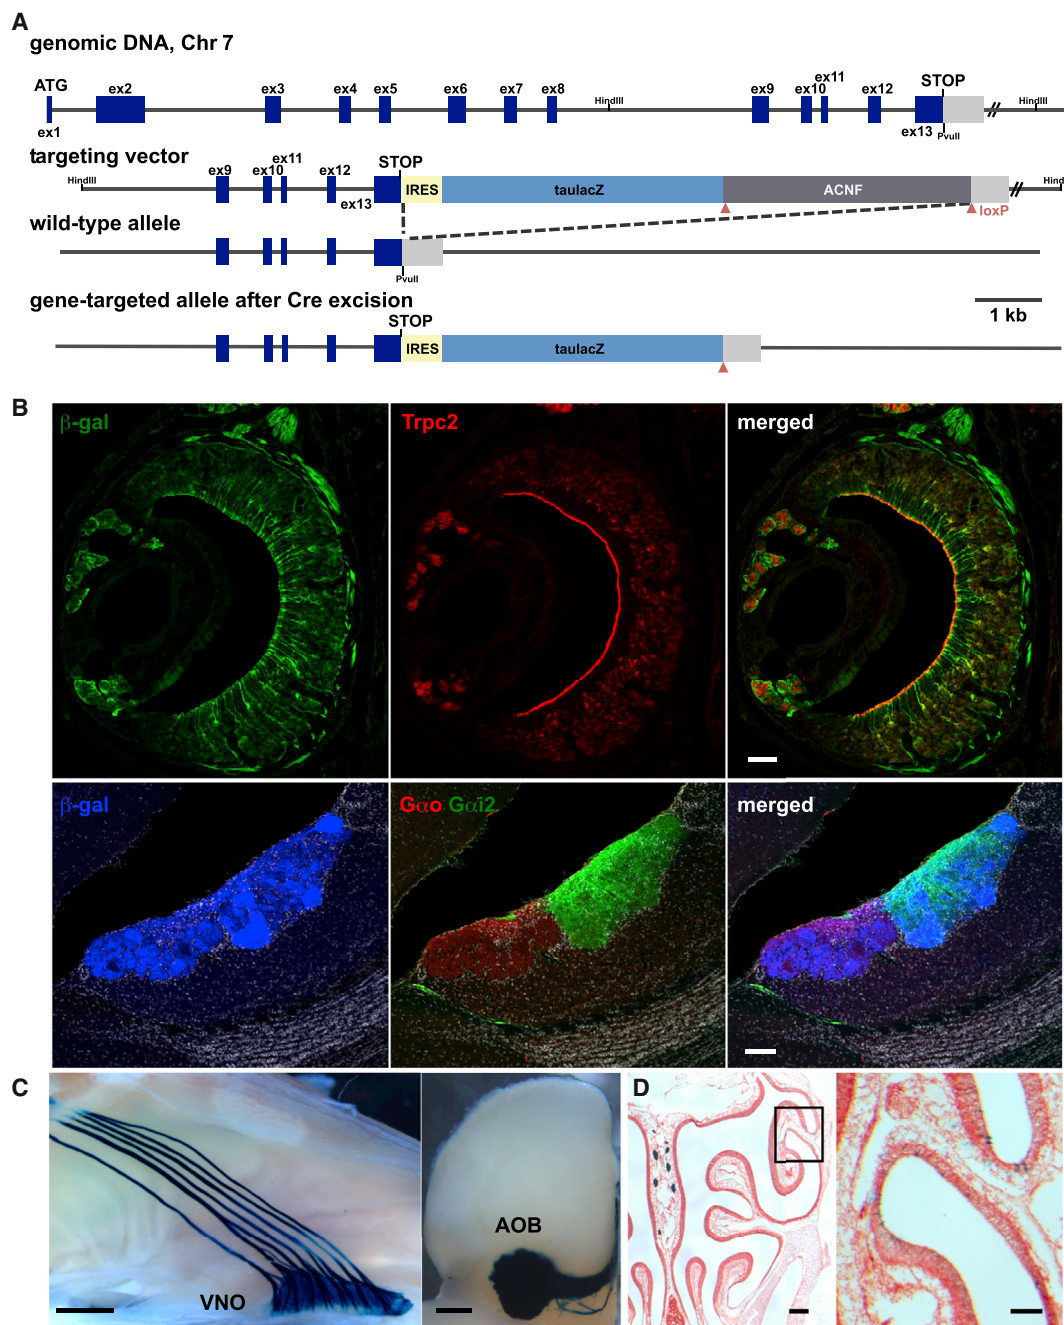 A
genomic DNA, Chr 7
ATG ex2 ex3 ex4 ex5 ex6 ex7 ex8 HindIII ex9 ex10 ex11 ex12 STOP HindIII
ex1 ex13 PvuII
targeting vector
HindIII ex9 ex10 ex11 ex12 ex13 STOP IRES taulacZ ACNF loxP Hind
wild-type allele
PvuII
gene-targeted allele after Cre excision
1 kb
STOP
IRES taulacZ
B
β-gal Trpc2 merged
β-gal Gαo Gαi2 merged
C D
AOB
VNO